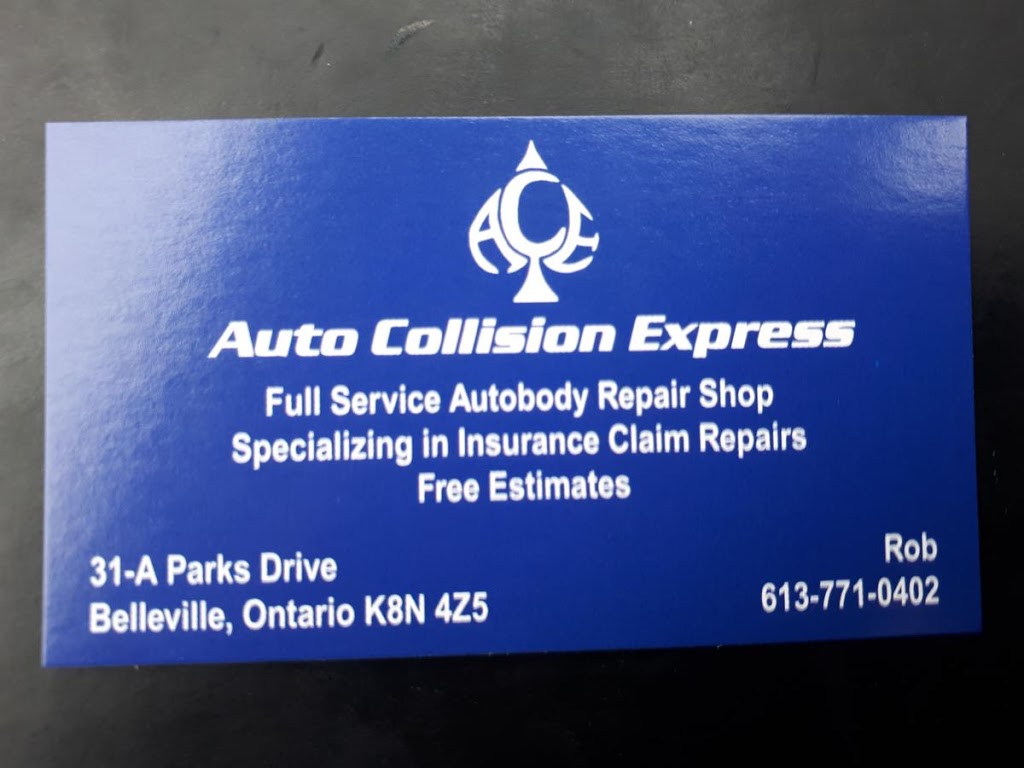 ACE
Auto Collision Express
Full Service Autobody Repair Shop
Specializing in Insurance Claim Repairs
Free Estimates
31-A Parks Drive
Belleville, Ontario K8N 4Z5
Rob
613-771-0402